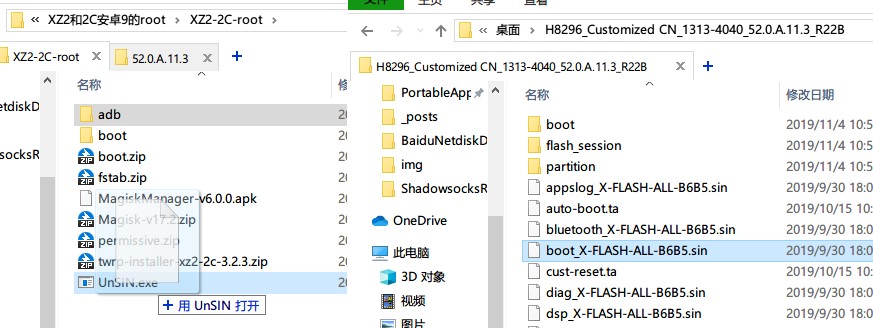 « XZ2和2C安卓9的root › XZ2-2C-root ›
XZ2-2C-root × 52.0.A.11.3 × +
名称
adb
boot
boot.zip
fstab.zip
MagiskManager-v6.0.0.apk
Magisk-v17.2.zip
permissive.zip
twrp-installer-xz2-2c-3.2.3.zip
UnSIN.exe
+ 用 UnSIN 打开
文件 主页 共享 查看
« 桌面 › H8296_Customized CN_1313-4040_52.0.A.11.3_R22B
H8296_Customized CN_1313-4040_52.0.A.11.3_R22B × +
PortableApp
_posts
BaiduNetdiskD
img
ShadowsocksR
OneDrive
此电脑
3D 对象
视频
图片
名称 修改日期
boot 2019/11/4 10:5
flash_session 2019/11/4 10:5
partition 2019/11/4 10:5
appslog_X-FLASH-ALL-B6B5.sin 2019/9/30 18:0
auto-boot.ta 2019/10/15 10:
bluetooth_X-FLASH-ALL-B6B5.sin 2019/9/30 18:0
boot_X-FLASH-ALL-B6B5.sin 2019/9/30 18:0
cust-reset.ta 2019/10/15 10:
diag_X-FLASH-ALL-B6B5.sin 2019/9/30 18:0
dsp_X-FLASH-ALL-B6B5.sin 2019/9/30 18:0